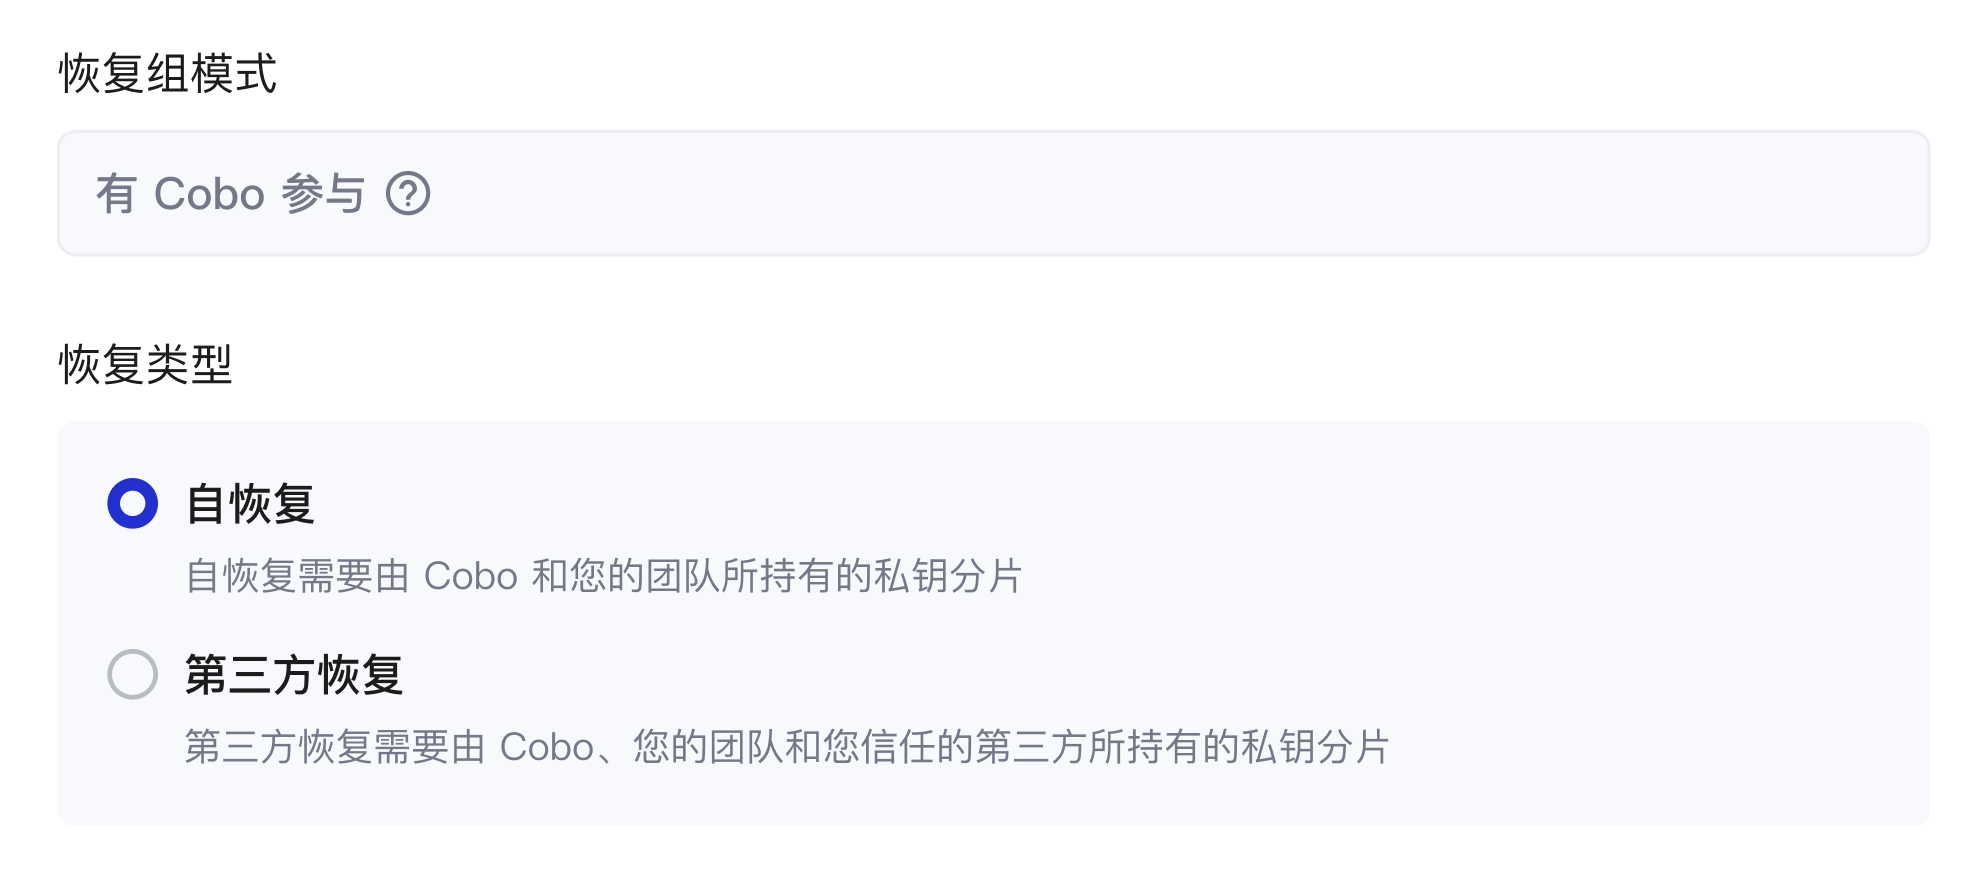 恢复组模式
有 Cobo 参与
恢复类型
自恢复
自恢复需要由 Cobo 和您的团队所持有的私钥分片
第三方恢复
第三方恢复需要由 Cobo、您的团队和您信任的第三方所持有的私钥分片